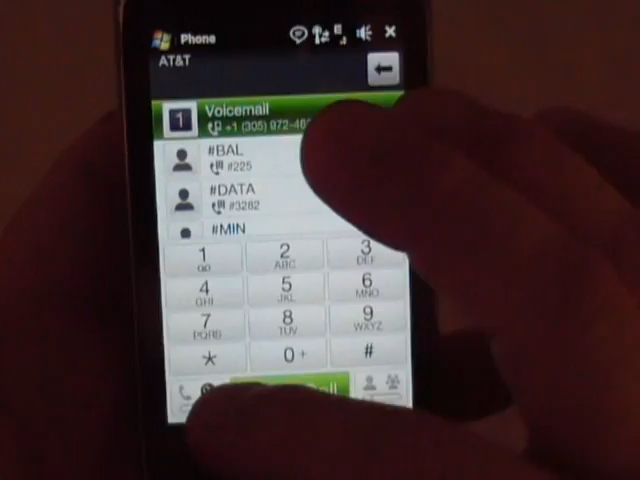 Phone
E
AT&T
1
Voicemail
+1 (305) 972-46
#BAL
#225
#DATA
#3282
#MIN
1 2 3
ABC DEF
4 5 6
GHI JKL MNO
7 8 9
PQRS TUV WXYZ
* 0 + #